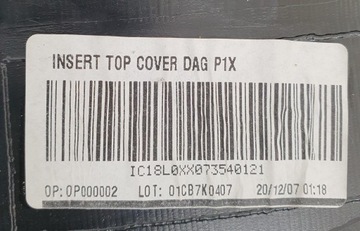 INSERT TOP COVER DAG P1X
IC18L0XX073540121
OP: OP000002 LOT: 01CB7K0407 20/12/07 01:18